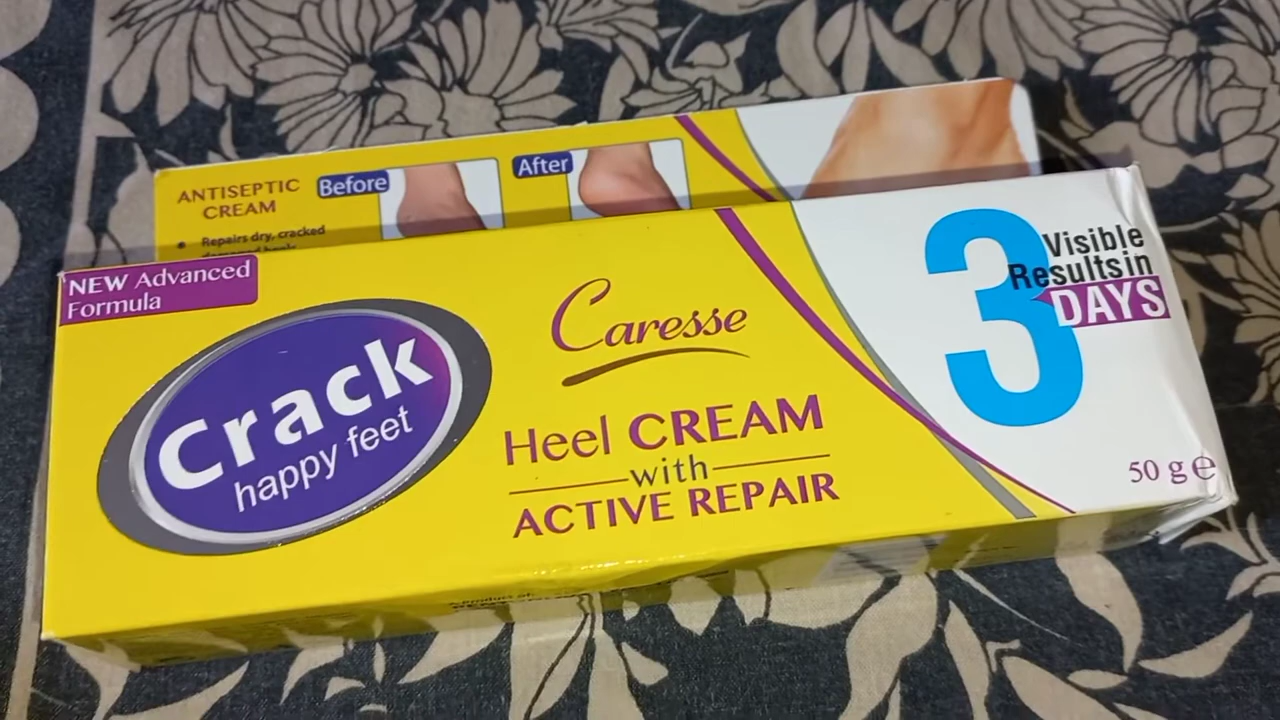 ANTISEPTIC
CREAM
Before
After
• Repairs dry, cracked
NEW Advanced
Formula
Crack
happy feet
Caresse
Heel CREAM
with
ACTIVE REPAIR
3
Visible
Results in
DAYS
50 g ℮